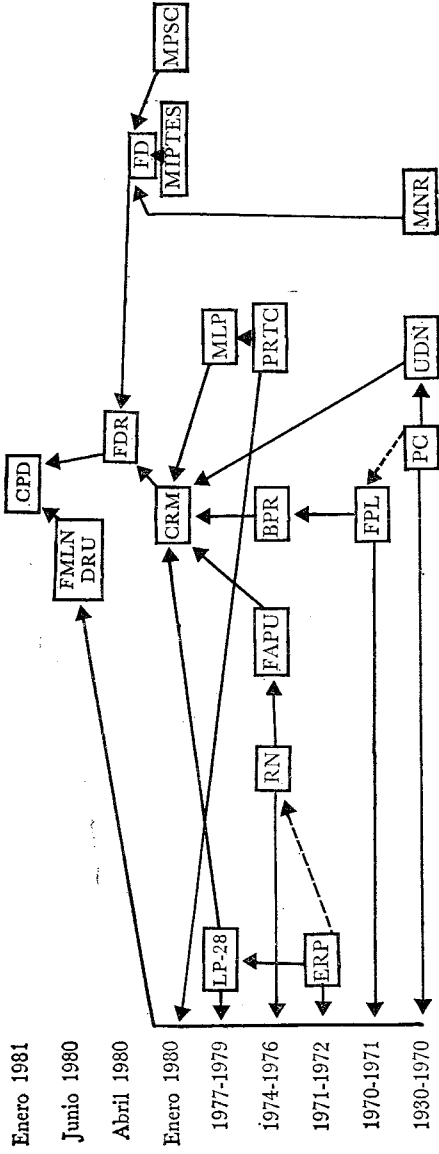 Enero 1981
CPD
Junio 1980
FMLN
DRU
Abril 1980
FDR
FD
MPSC
MIPTES
Enero 1980
CRM
1977-1979
LP-28
MLP
1974-1976
RN
FAPU
BPR
PRTC
1971-1972
ERP
1970-1971
FPL
1930-1970
PC
UDN
MNR